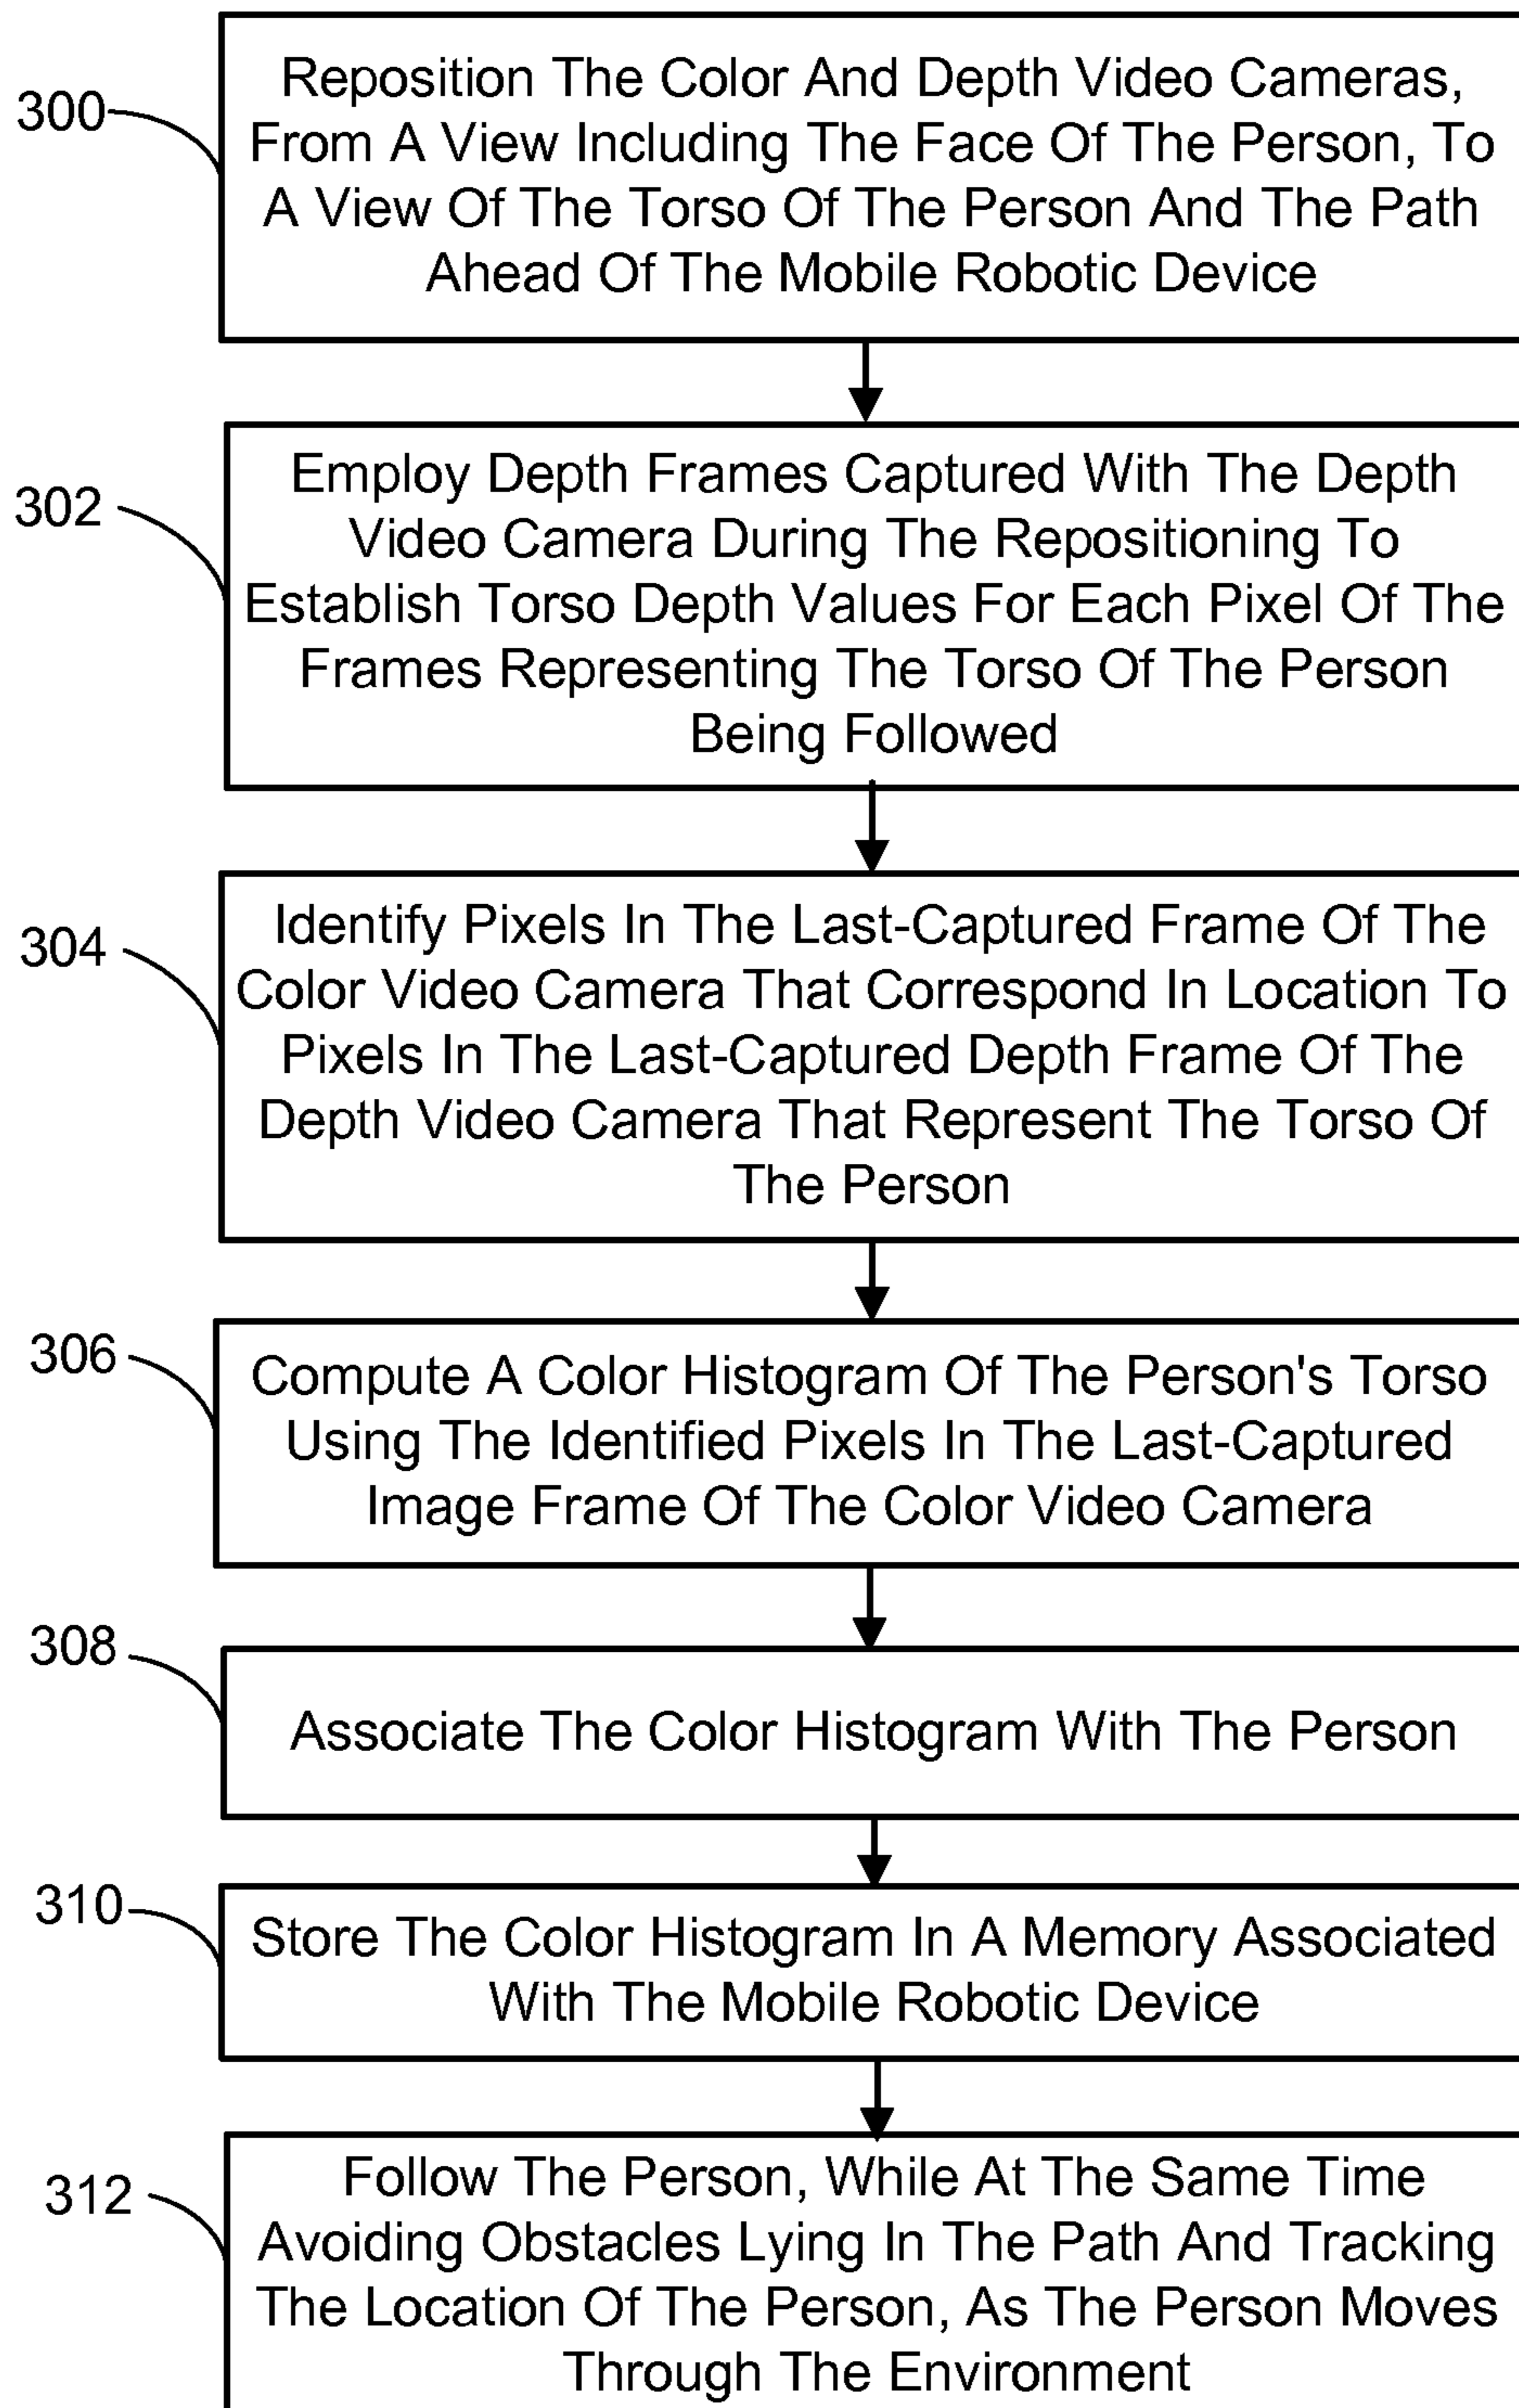 300
Reposition The Color And Depth Video Cameras,
From A View Including The Face Of The Person, To
A View Of The Torso Of The Person And The Path
Ahead Of The Mobile Robotic Device
302
Employ Depth Frames Captured With The Depth
Video Camera During The Repositioning To
Establish Torso Depth Values For Each Pixel Of The
Frames Representing The Torso Of The Person
Being Followed
304
Identify Pixels In The Last-Captured Frame Of The
Color Video Camera That Correspond In Location To
Pixels In The Last-Captured Depth Frame Of The
Depth Video Camera That Represent The Torso Of
The Person
306
Compute A Color Histogram Of The Person's Torso
Using The Identified Pixels In The Last-Captured
Image Frame Of The Color Video Camera
308
Associate The Color Histogram With The Person
310
Store The Color Histogram In A Memory Associated
With The Mobile Robotic Device
312
Follow The Person, While At The Same Time
Avoiding Obstacles Lying In The Path And Tracking
The Location Of The Person, As The Person Moves
Through The Environment